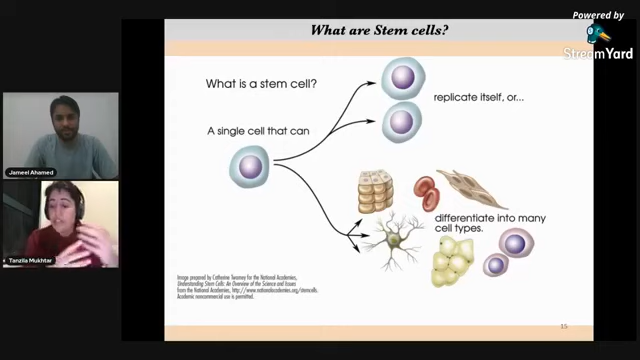 What are Stem cells?
Powered by
StreamYard
What is a stem cell?
replicate itself, or...
A single cell that can
Jameel Ahamed
differentiate into many
cell types.
Tanzila Mukhtar
Image prepared by Catherine Twomey for the National Academies,
Understanding Stem Cells: An Overview of the Science and Issues
from the National Academies, http://www.nationalacademies.org/stemcells.
Academic noncommercial use is permitted.
15